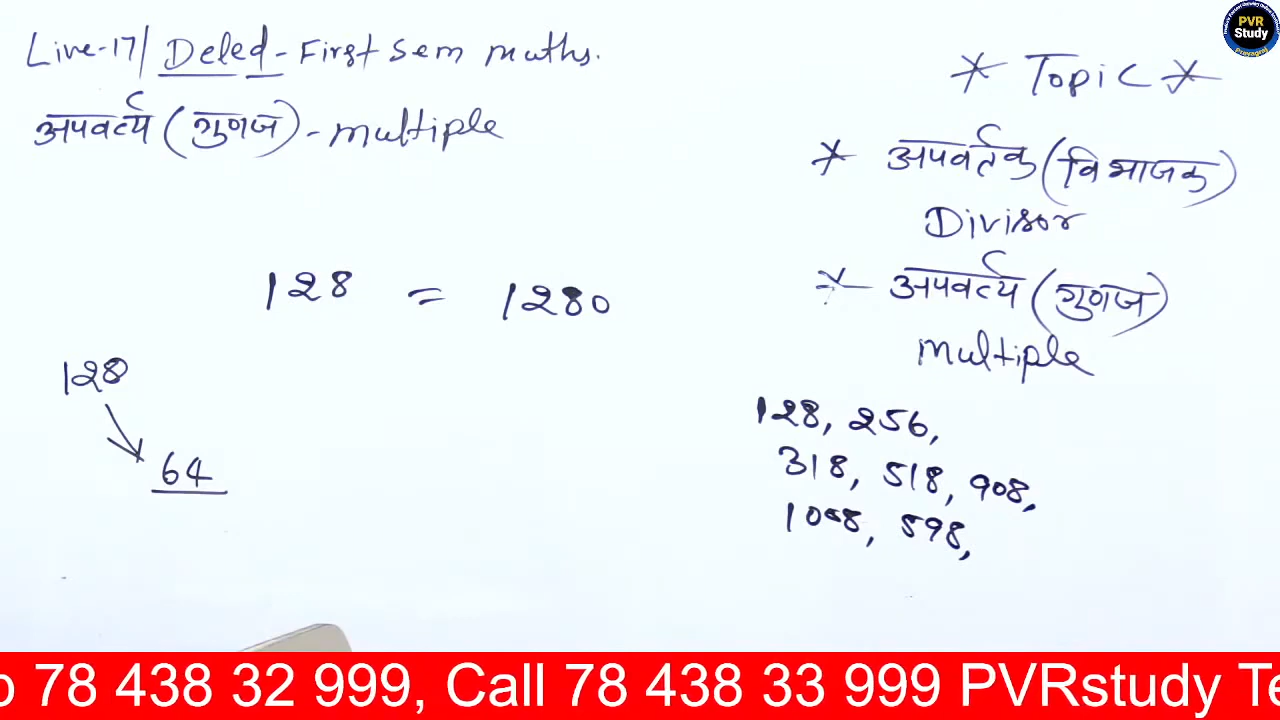 Live-17/ Deled-First Sem maths.
अपवर्त्य (गुणज) - multiple
128 = 1280
128
64
* Topic *
* अपवर्तक (विभाजक)
Divisor
* अपवर्त्य (गुणज)
multiple
128, 256,
318, 518, 908,
598,
PVR
Study
Prayagraj
78 438 32 999, Call 78 438 33 999 PVRstudy